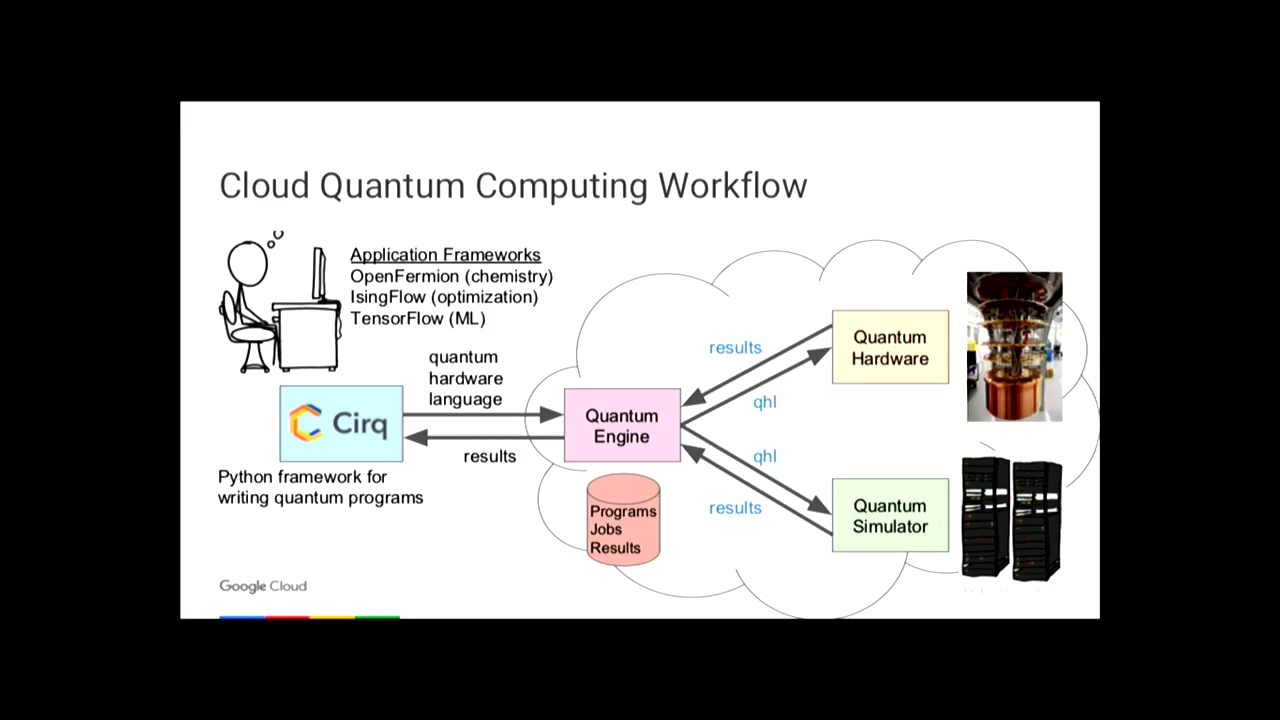 Cloud Quantum Computing Workflow
Application Frameworks
OpenFermion (chemistry)
IsingFlow (optimization)
TensorFlow (ML)
quantum
hardware
language
Cirq
results
Python framework for
writing quantum programs
Quantum
Engine
Programs
Jobs
Results
results
qhl
qhl
results
Quantum
Hardware
Quantum
Simulator
Google Cloud